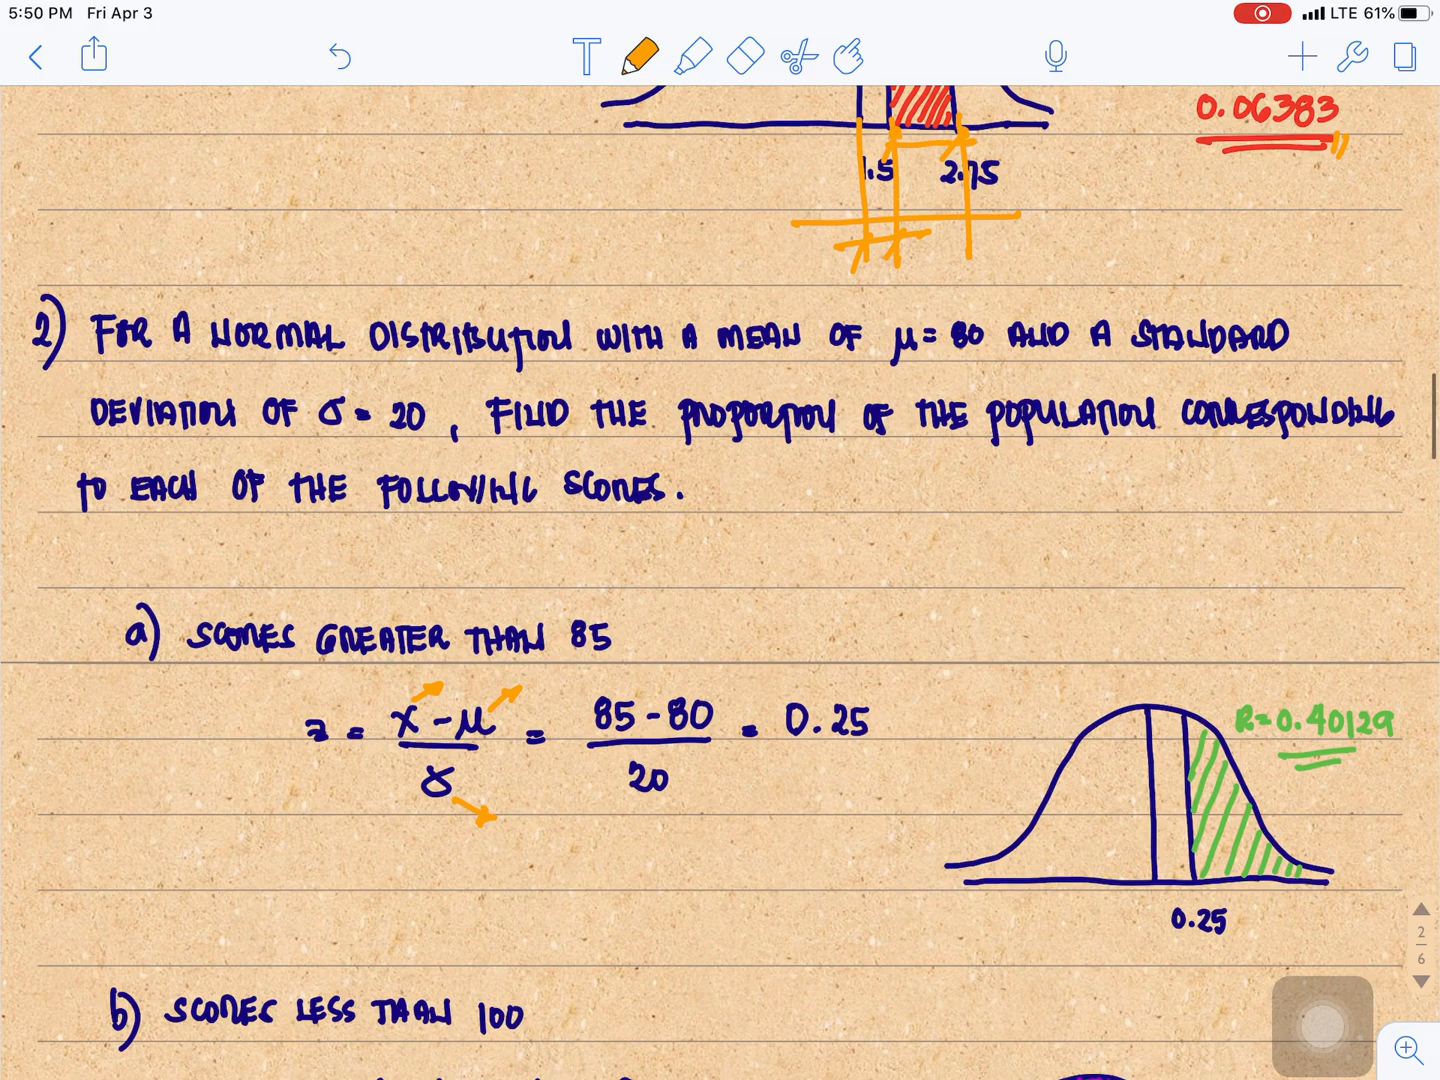 5:50 PM Fri Apr 3
LTE 61%
T
0.06383
1.5 2.75
2) FOR A NORMAL DISTRIBUTION WITH A MEAN OF μ = 80 AND A STANDARD
DEVIATION OF σ = 20 , FIND THE PROPORTION OF THE POPULATION CORRESPONDING
TO EACH OF THE FOLLOWING SCORES.
a) SCORES GREATER THAN 85
z = x - μ / σ = 85 - 80 / 20 = 0.25
R = 0.40129
0.25
2
6
b) SCORES LESS THAN 100